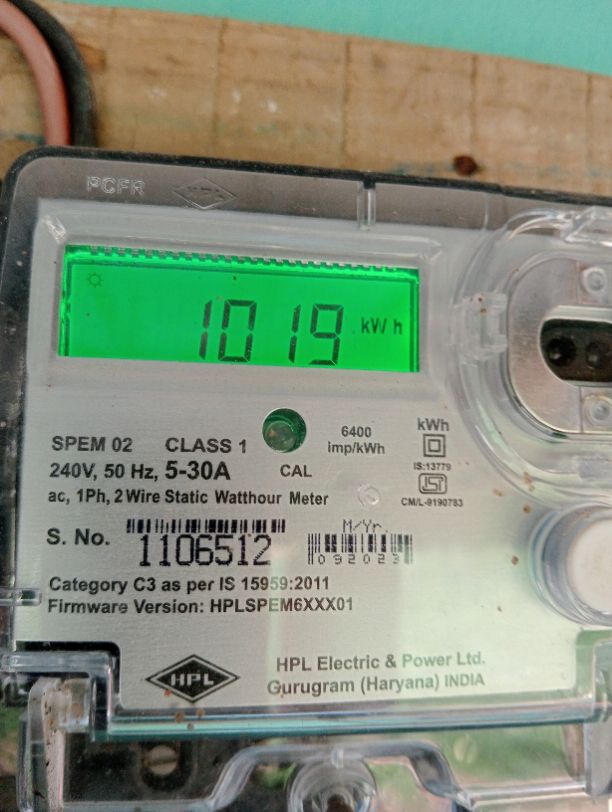 PCFR
1019 kWh
6400
imp/kWh
kWh
SPEM 02 CLASS 1
240V, 50 Hz, 5-30A CAL
IS:13779
ac, 1Ph, 2 Wire Static Watthour Meter
CM/L-9190783
M/Yr.
S. No. 1106512 092023
Category C3 as per IS 15959:2011
Firmware Version: HPLSPEM6XXX01
HPL
HPL Electric & Power Ltd.
Gurugram (Haryana) INDIA